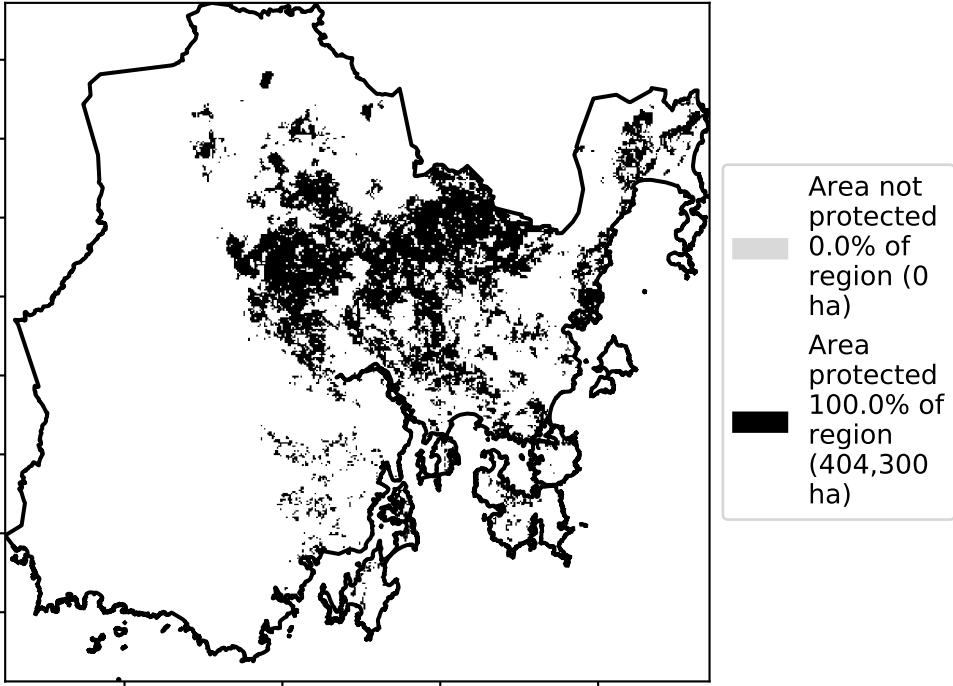 Area not
protected
0.0% of
region (0
ha)
Area
protected
100.0% of
region
(404,300
ha)